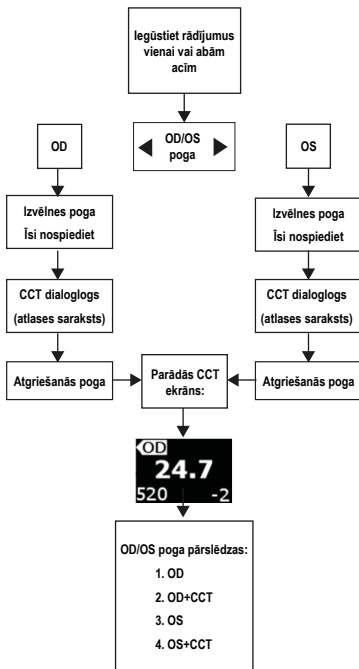 Iegūstiet rādījumus
vienai vai abām
acīm
OD/OS
poga
OD
OS
Izvēlnes poga
Īsi nospiediet
Izvēlnes poga
Īsi nospiediet
CCT dialoglogs
(atlases saraksts)
CCT dialoglogs
(atlases saraksts)
Atgriešanās poga
Parādās CCT
ekrāns:
Atgriešanās poga
OD
24.7
520 -2
OD/OS poga pārslēdzas:
1. OD
2. OD+CCT
3. OS
4. OS+CCT